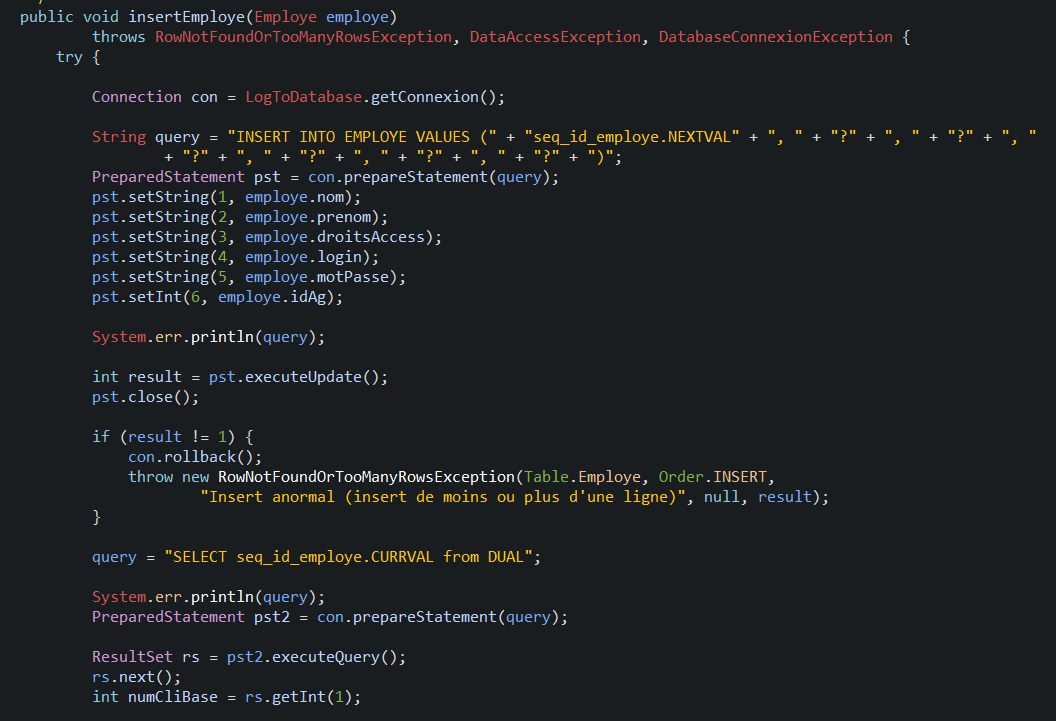 */
public void insertEmploye(Employe employe)
throws RowNotFoundOrTooManyRowsException, DataAccessException, DatabaseConnexionException {
try {
Connection con = LogToDatabase.getConnexion();
String query = "INSERT INTO EMPLOYE VALUES (" + "seq_id_employe.NEXTVAL" + ", " + "?" + ", " + "?" + ", "
+ "?" + ", " + "?" + ", " + "?" + ", " + "?" + ")";
PreparedStatement pst = con.prepareStatement(query);
pst.setString(1, employe.nom);
pst.setString(2, employe.prenom);
pst.setString(3, employe.droitsAccess);
pst.setString(4, employe.login);
pst.setString(5, employe.motPasse);
pst.setInt(6, employe.idAg);
System.err.println(query);
int result = pst.executeUpdate();
pst.close();
if (result != 1) {
con.rollback();
throw new RowNotFoundOrTooManyRowsException(Table.Employe, Order.INSERT,
"Insert anormal (insert de moins ou plus d'une ligne)", null, result);
}
query = "SELECT seq_id_employe.CURRVAL from DUAL";
System.err.println(query);
PreparedStatement pst2 = con.prepareStatement(query);
ResultSet rs = pst2.executeQuery();
rs.next();
int numCliBase = rs.getInt(1);